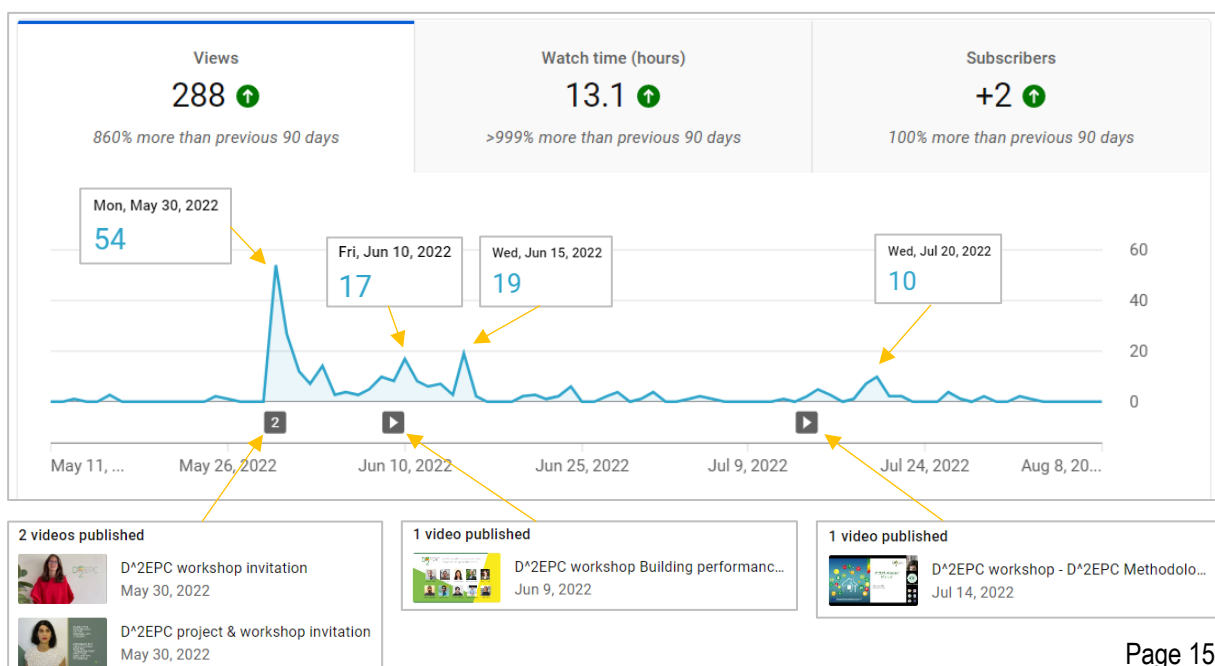 Views
288
860% more than previous 90 days
Watch time (hours)
13.1
>999% more than previous 90 days
Subscribers
+2
100% more than previous 90 days
Mon, May 30, 2022
54
Fri, Jun 10, 2022
17
Wed, Jun 15, 2022
19
Wed, Jul 20, 2022
10
60
40
20
0
2
May 11, ...
May 26, 2022
Jun 10, 2022
Jun 25, 2022
Jul 9, 2022
Jul 24, 2022
Aug 8, 20...
2 videos published
D^2EPC workshop invitation
May 30, 2022
D^2EPC project & workshop invitation
May 30, 2022
1 video published
D^2EPC workshop Building performanc...
Jun 9, 2022
1 video published
D^2EPC workshop - D^2EPC Methodolo...
Jul 14, 2022
Page 15